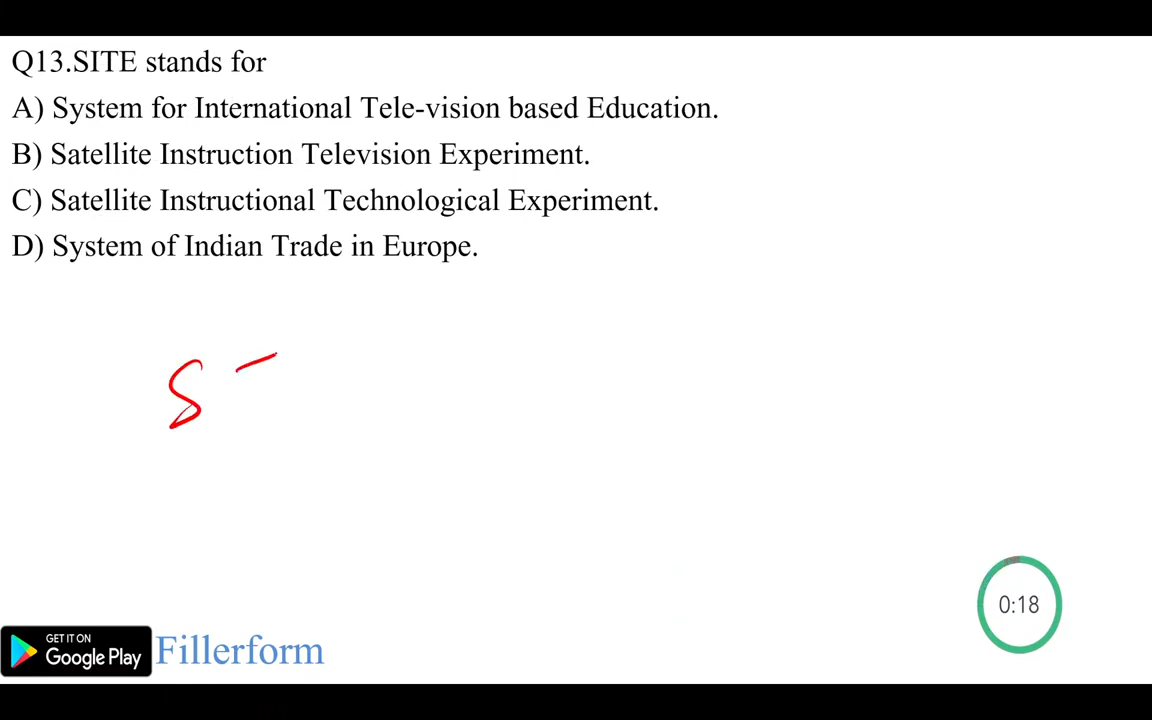 Q13.SITE stands for
A) System for International Tele-vision based Education.
B) Satellite Instruction Television Experiment.
C) Satellite Instructional Technological Experiment.
D) System of Indian Trade in Europe.
S
0:18
GET IT ON
Google Play
Fillerform